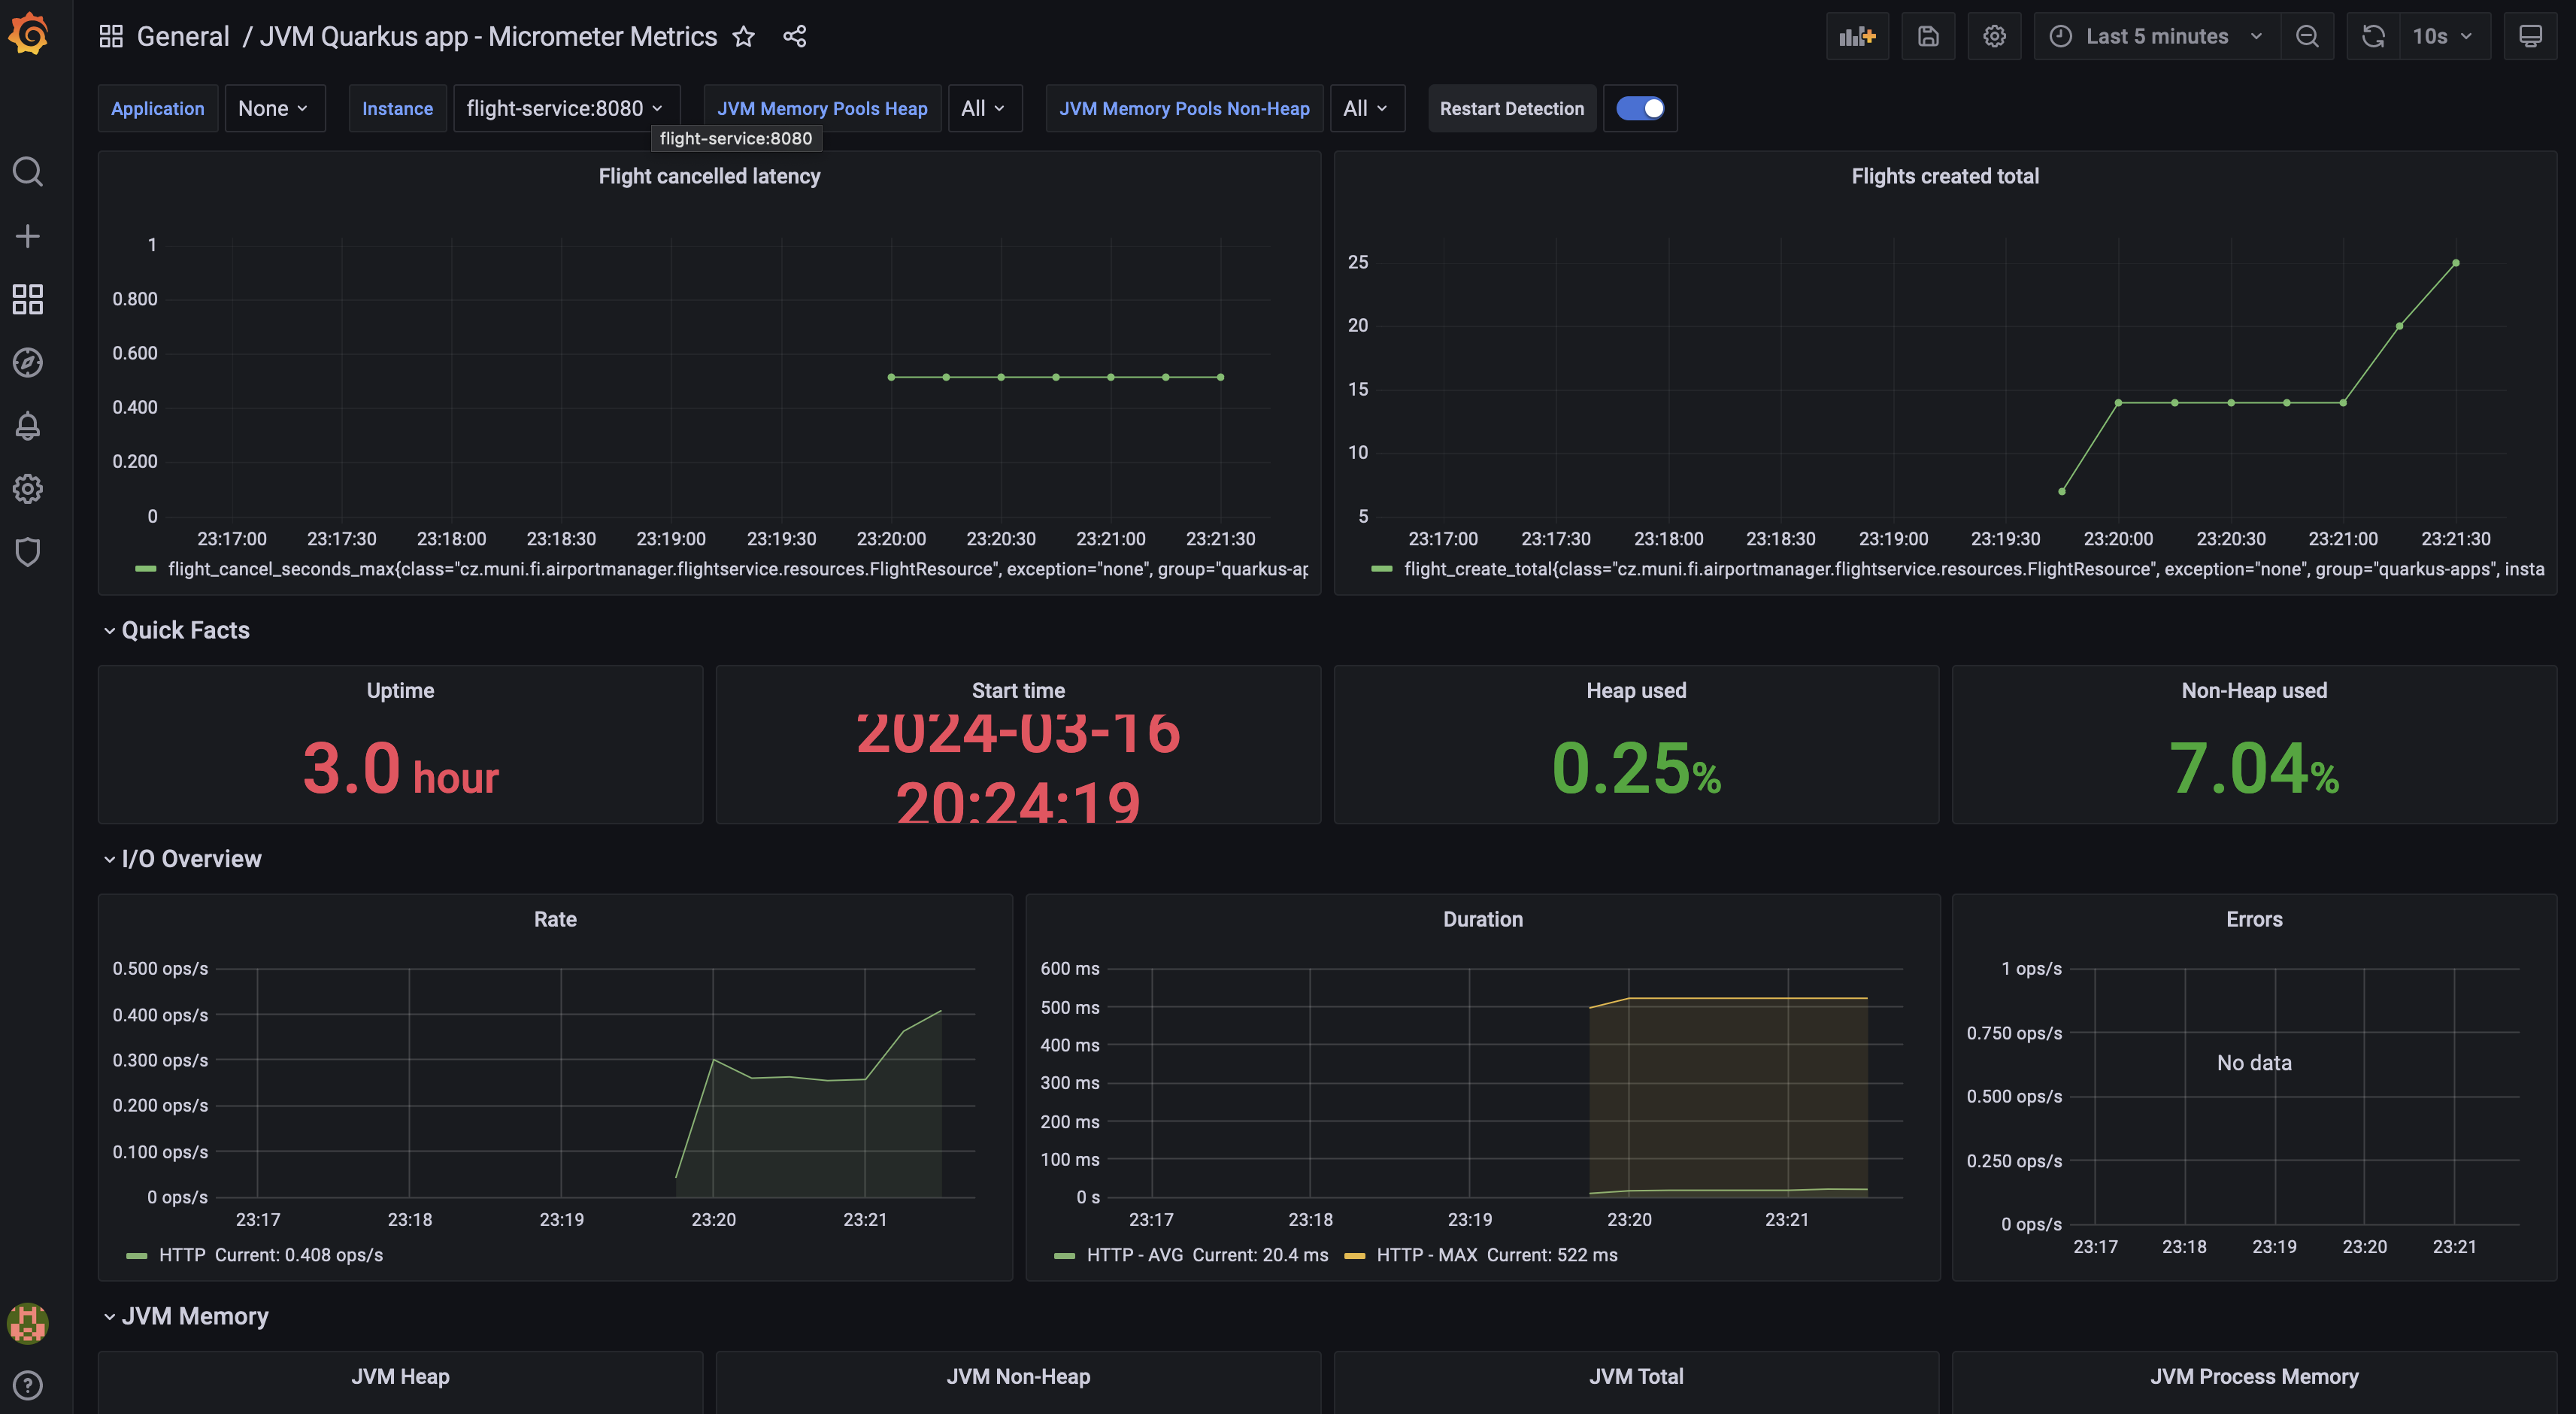 General / JVM Quarkus app - Micrometer Metrics
Last 5 minutes
10s
Application None Instance flight-service:8080 JVM Memory Pools Heap All JVM Memory Pools Non-Heap All Restart Detection
flight-service:8080
Flight cancelled latency
1
0.800
0.600
0.400
0.200
0
23:17:00 23:17:30 23:18:00 23:18:30 23:19:00 23:19:30 23:20:00 23:20:30 23:21:00 23:21:30
flight_cancel_seconds_max{class="cz.muni.fi.airportmanager.flightservice.resources.FlightResource", exception="none", group="quarkus-ap
Flights created total
25
20
15
10
5
23:17:00 23:17:30 23:18:00 23:18:30 23:19:00 23:19:30 23:20:00 23:20:30 23:21:00 23:21:30
flight_create_total{class="cz.muni.fi.airportmanager.flightservice.resources.FlightResource", exception="none", group="quarkus-apps", insta
Quick Facts
Uptime
3.0 hour
Start time
2024-03-16
20:24:19
Heap used
0.25%
Non-Heap used
7.04%
I/O Overview
Rate
0.500 ops/s
0.400 ops/s
0.300 ops/s
0.200 ops/s
0.100 ops/s
0 ops/s
23:17 23:18 23:19 23:20 23:21
HTTP Current: 0.408 ops/s
Duration
600 ms
500 ms
400 ms
300 ms
200 ms
100 ms
0 s
23:17 23:18 23:19 23:20 23:21
HTTP - AVG Current: 20.4 ms HTTP - MAX Current: 522 ms
Errors
1 ops/s
0.750 ops/s
No data
0.500 ops/s
0.250 ops/s
0 ops/s
23:17 23:18 23:19 23:20 23:21
JVM Memory
JVM Heap
JVM Non-Heap
JVM Total
JVM Process Memory